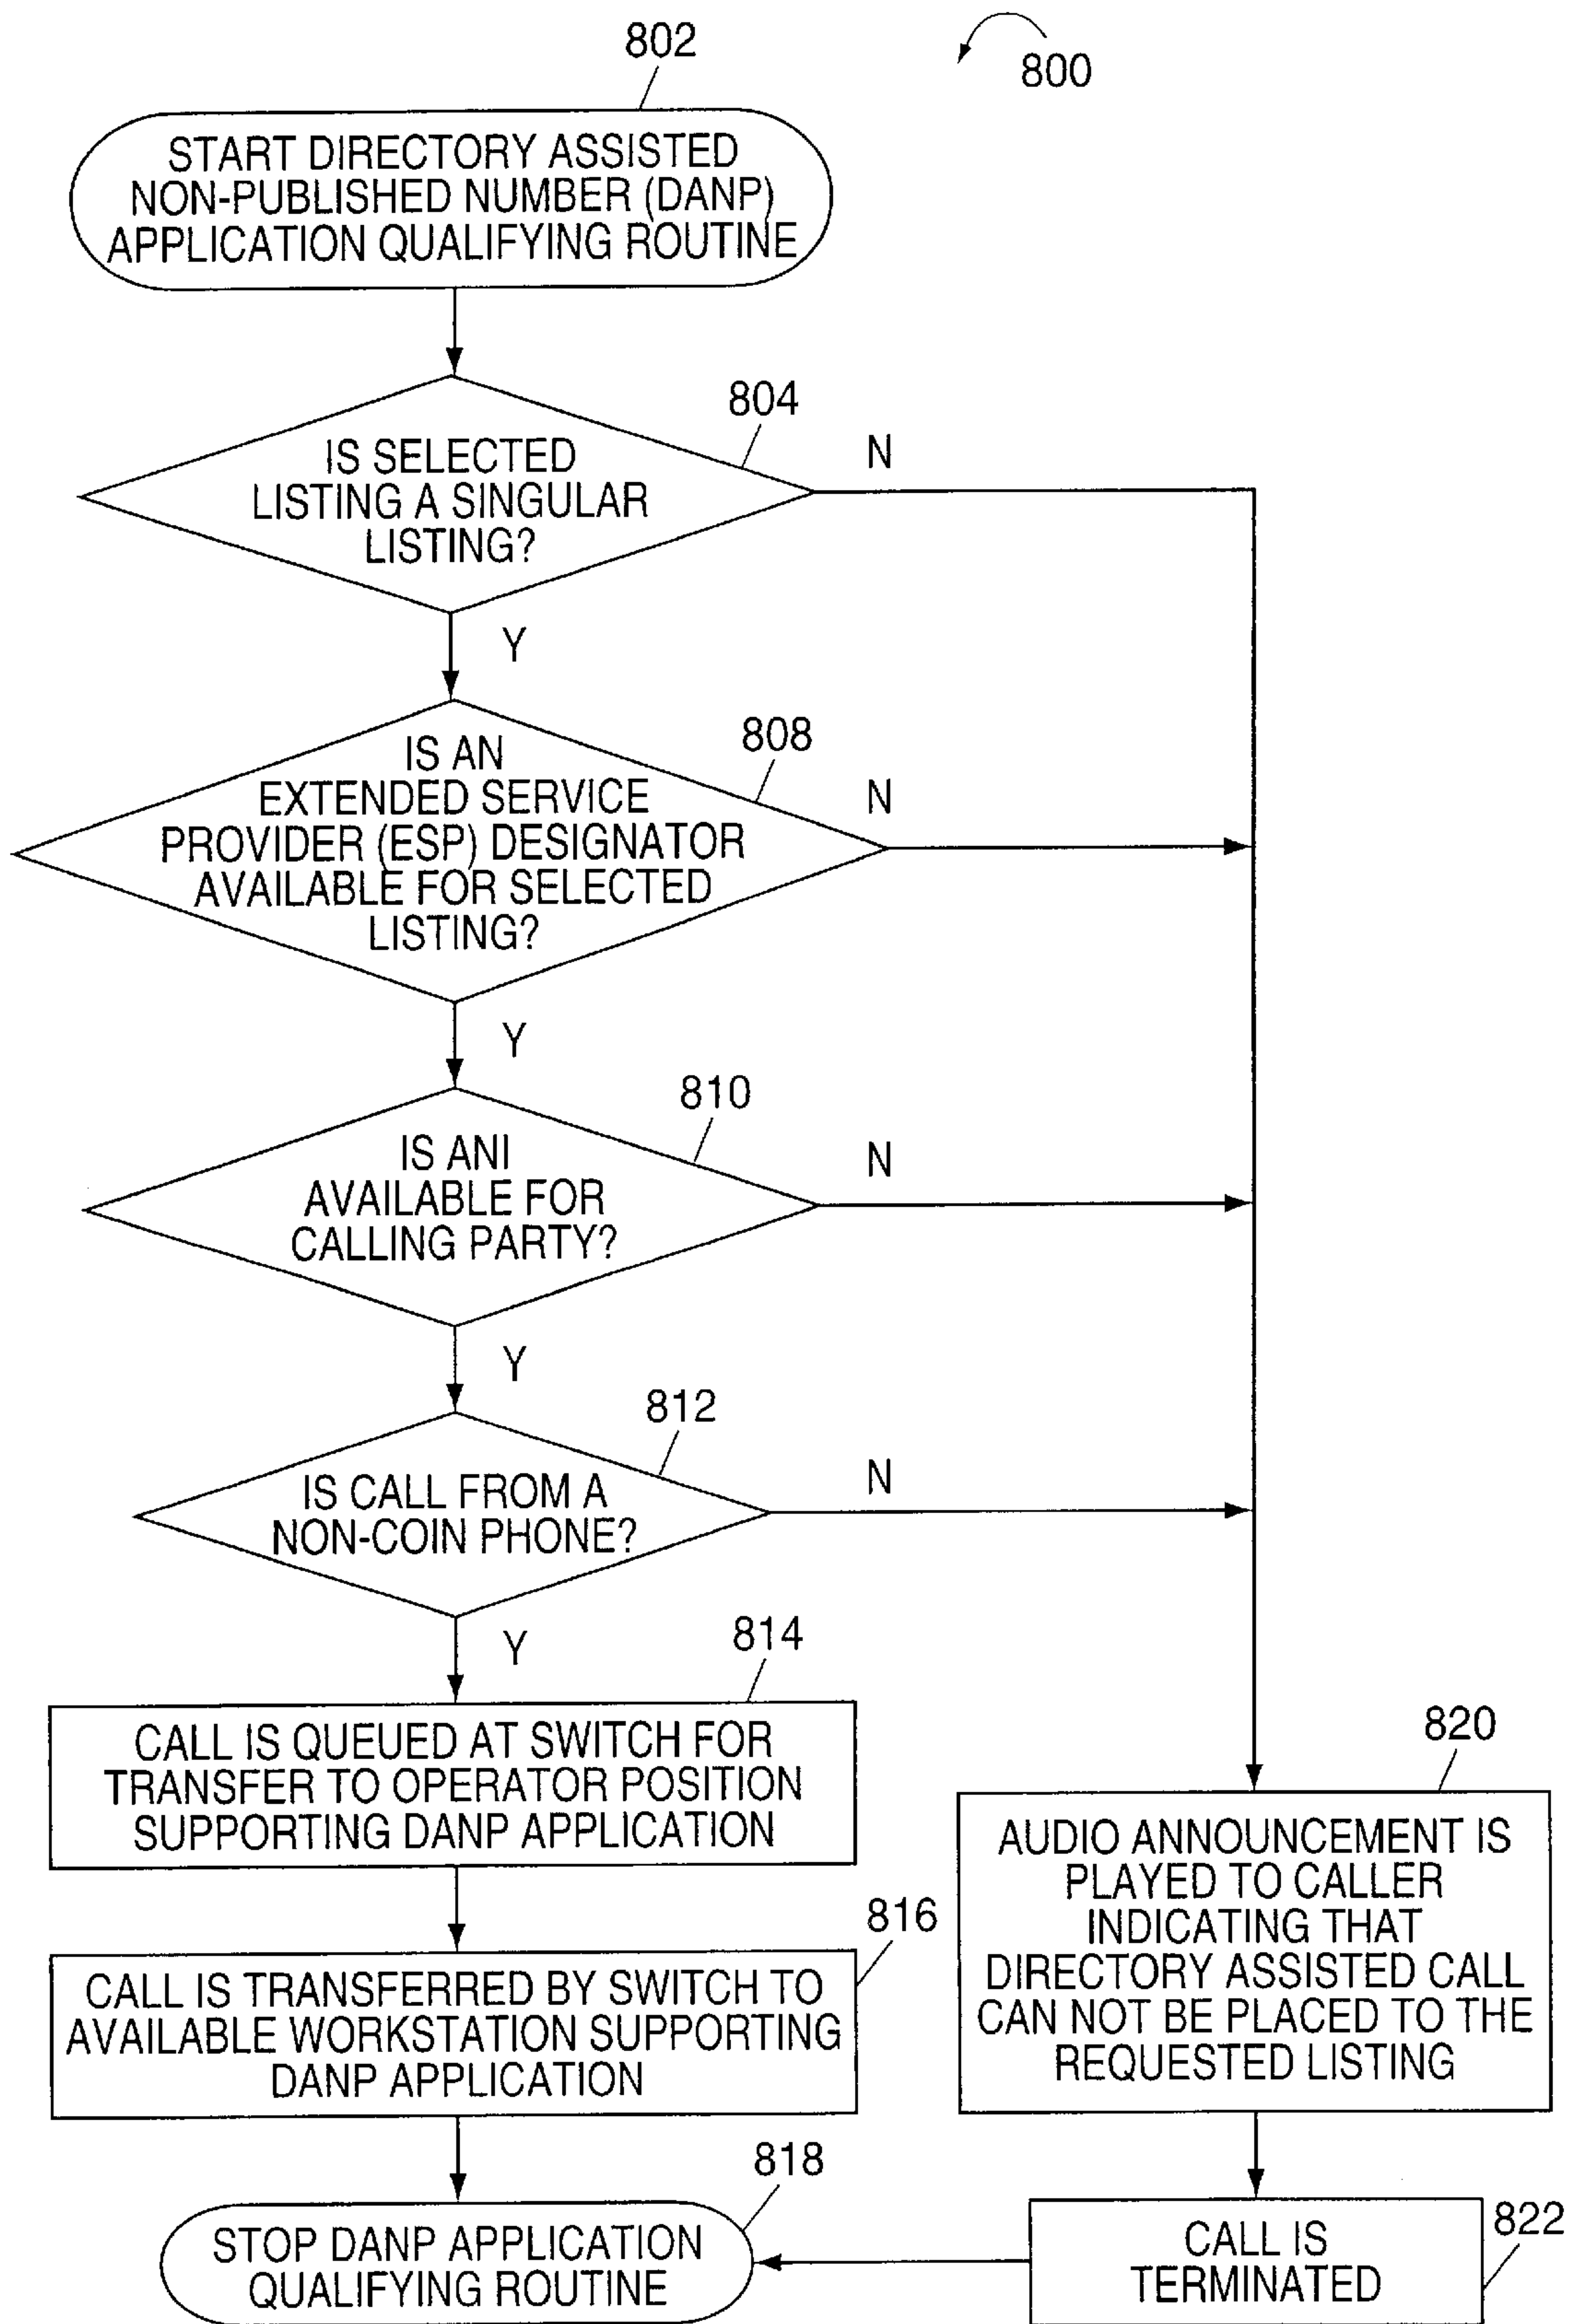 802
800
START DIRECTORY ASSISTED
NON-PUBLISHED NUMBER (DANP)
APPLICATION QUALIFYING ROUTINE
804
IS SELECTED
LISTING A SINGULAR
LISTING?
N
Y
808
IS AN
EXTENDED SERVICE
PROVIDER (ESP) DESIGNATOR
AVAILABLE FOR SELECTED
LISTING?
N
Y
810
IS ANI
AVAILABLE FOR
CALLING PARTY?
N
Y
812
IS CALL FROM A
NON-COIN PHONE?
N
Y
814
CALL IS QUEUED AT SWITCH FOR
TRANSFER TO OPERATOR POSITION
SUPPORTING DANP APPLICATION
816
CALL IS TRANSFERRED BY SWITCH TO
AVAILABLE WORKSTATION SUPPORTING
DANP APPLICATION
820
AUDIO ANNOUNCEMENT IS
PLAYED TO CALLER
INDICATING THAT
DIRECTORY ASSISTED CALL
CAN NOT BE PLACED TO THE
REQUESTED LISTING
818
STOP DANP APPLICATION
QUALIFYING ROUTINE
822
CALL IS
TERMINATED